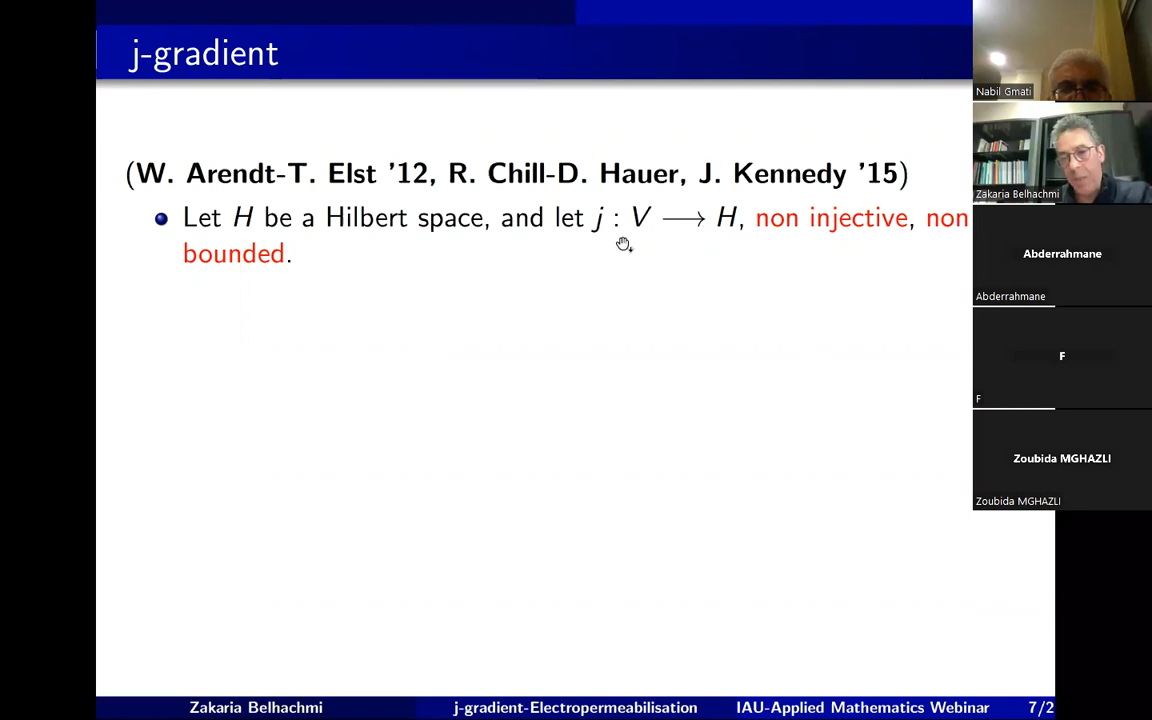 j-gradient
(W. Arendt-T. Elst '12, R. Chill-D. Hauer, J. Kennedy '15)
Let H be a Hilbert space, and let j : V ⟶ H, non injective, non
bounded.
Nabil Gmati
Zakaria Belhachmi
Abderrahmane
Abderrahmane
F
F
Zoubida MGHAZLI
Zoubida MGHAZLI
Zakaria Belhachmi j-gradient-Electropermeabilisation IAU-Applied Mathematics Webinar 7/2